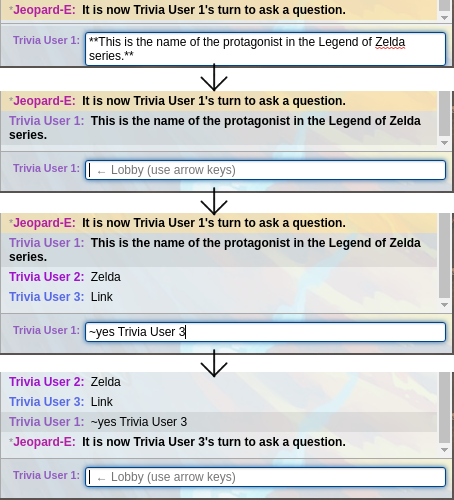 *Jeopard-E: It is now Trivia User 1's turn to ask a question.
Trivia User 1: **This is the name of the protagonist in the Legend of Zelda
series.**
*Jeopard-E: It is now Trivia User 1's turn to ask a question.
Trivia User 1: This is the name of the protagonist in the Legend of Zelda
series.
Trivia User 1: ← Lobby (use arrow keys)
*Jeopard-E: It is now Trivia User 1's turn to ask a question.
Trivia User 1: This is the name of the protagonist in the Legend of Zelda
series.
Trivia User 2: Zelda
Trivia User 3: Link
Trivia User 1: ~yes Trivia User 3
Trivia User 2: Zelda
Trivia User 3: Link
Trivia User 1: ~yes Trivia User 3
*Jeopard-E: It is now Trivia User 3's turn to ask a question.
Trivia User 1: ← Lobby (use arrow keys)